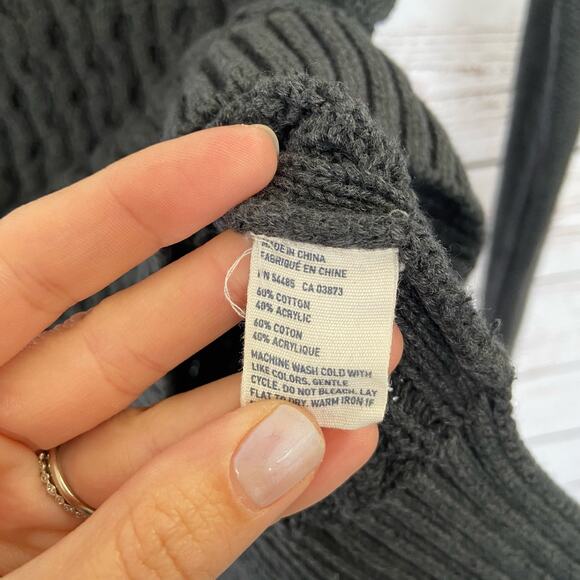 MADE IN CHINA
FABRIQUÉ EN CHINE
RN 54485 CA 03873
60% COTTON
40% ACRYLIC
60% COTON
40% ACRYLIQUE
MACHINE WASH COLD WITH
LIKE COLORS, GENTLE
CYCLE. DO NOT BLEACH. LAY
FLAT TO DRY. WARM IRON IF